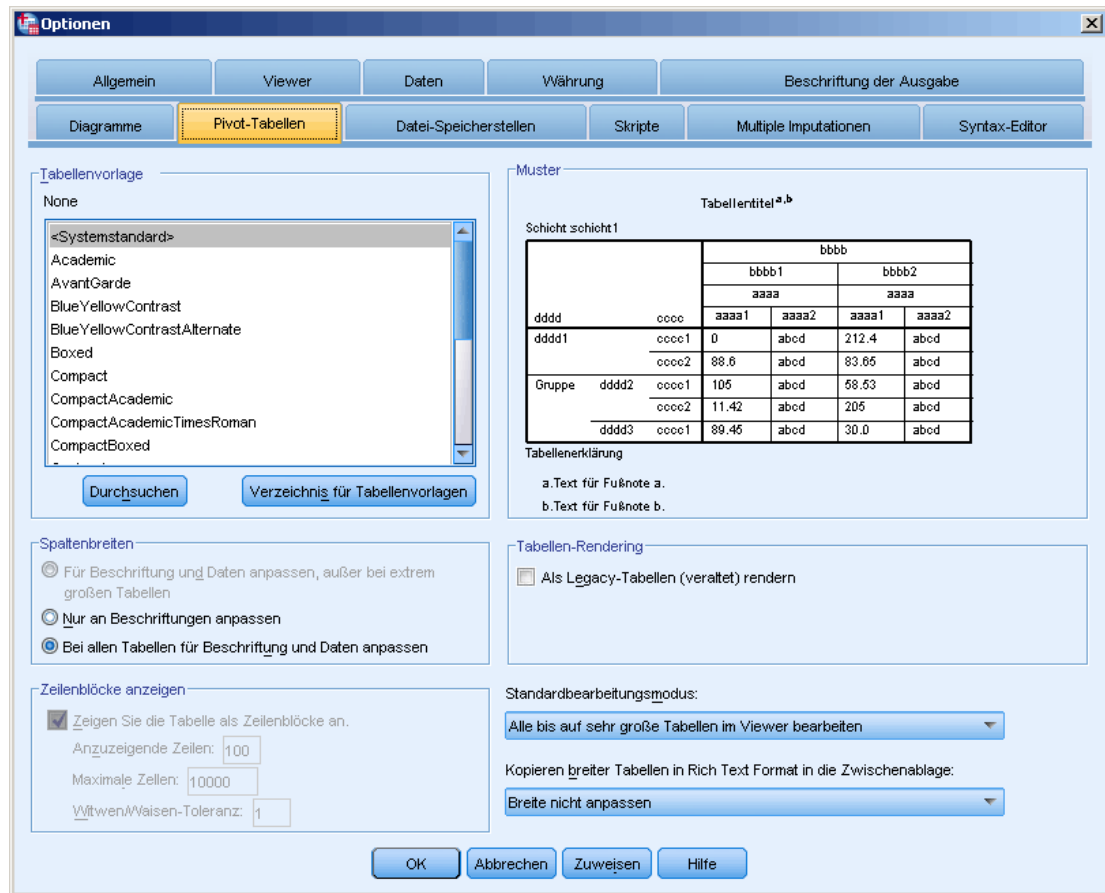 Optionen
Allgemein
Viewer
Daten
Währung
Beschriftung der Ausgabe
Diagramme
Pivot-Tabellen
Datei-Speicherstellen
Skripte
Multiple Imputationen
Syntax-Editor
Tabellenvorlage
None
<Systemstandard>
Academic
AvantGarde
BlueYellowContrast
BlueYellowContrastAlternate
Boxed
Compact
CompactAcademic
CompactAcademicTimesRoman
CompactBoxed
Durchsuchen
Verzeichnis für Tabellenvorlagen
Muster
Tabellentitel a,b
Schicht :schicht1
bbbb
bbbb1 bbbb2
aaaa aaaa
dddd cccc aaaa1 aaaa2 aaaa1 aaaa2
dddd1 cccc1 0 abcd 212.4 abcd
cccc2 88.6 abcd 83.65 abcd
Gruppe dddd2 cccc1 105 abcd 58.53 abcd
cccc2 11.42 abcd 205 abcd
dddd3 cccc1 89.45 abcd 30.0 abcd
Tabellenerklärung
a.Text für Fußnote a.
b.Text für Fußnote b.
Spaltenbreiten
Für Beschriftung und Daten anpassen, außer bei extrem
großen Tabellen
Nur an Beschriftungen anpassen
Bei allen Tabellen für Beschriftung und Daten anpassen
Tabellen-Rendering
Als Legacy-Tabellen (veraltet) rendern
Zeilenblöcke anzeigen
Zeigen Sie die Tabelle als Zeilenblöcke an.
Anzuzeigende Zeilen: 100
Maximale Zellen: 10000
Witwen/Waisen-Toleranz: 1
Standardbearbeitungsmodus:
Alle bis auf sehr große Tabellen im Viewer bearbeiten
Kopieren breiter Tabellen in Rich Text Format in die Zwischenablage:
Breite nicht anpassen
OK
Abbrechen
Zuweisen
Hilfe